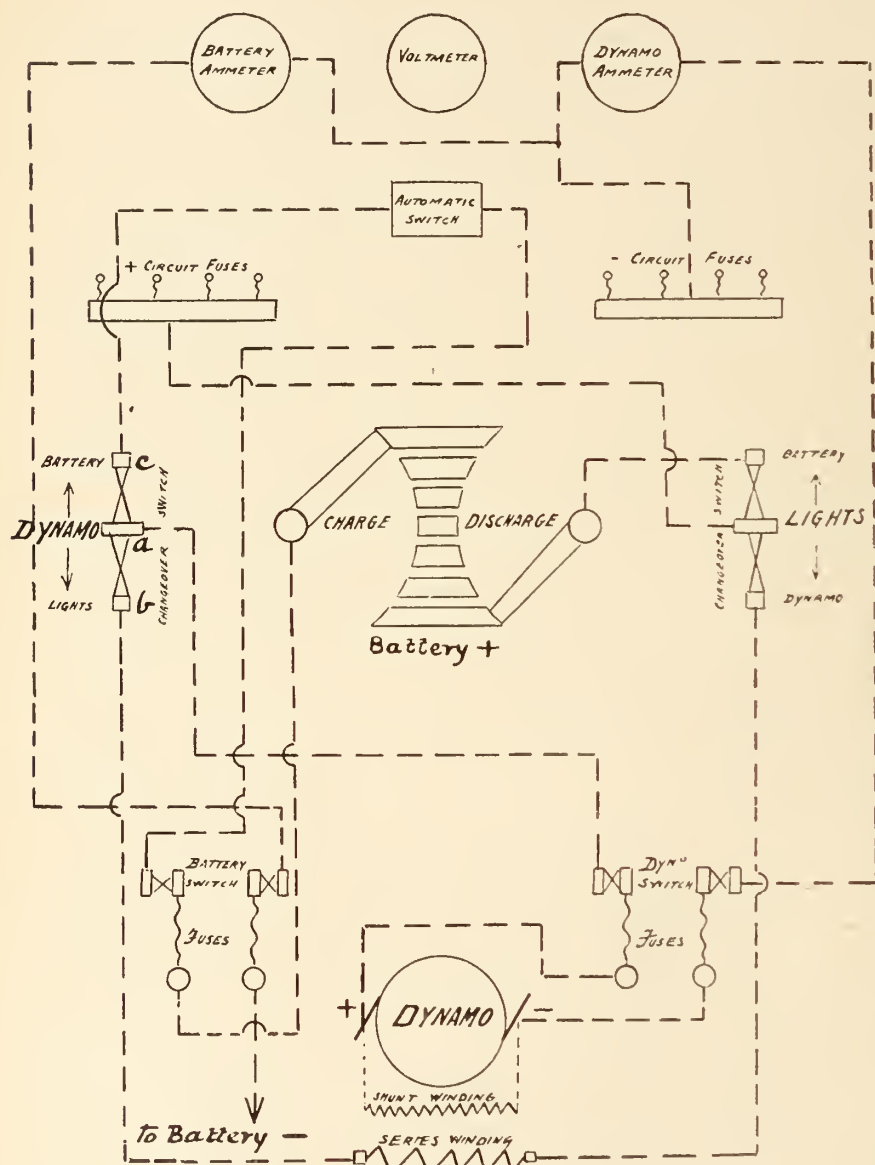 BATTERY
AMMETER
VOLTMETER
DYNAMO
AMMETER
AUTOMATIC
SWITCH
+ CIRCUIT FUSES
- CIRCUIT FUSES
BATTERY
c
SWITCH
DYNAMO
a
CHANGEOVER
LIGHTS
b
CHARGE
DISCHARGE
Battery +
BATTERY
SWITCH
LIGHTS
CHANGEOVER
DYNAMO
BATTERY
SWITCH
FUSES
DYNO
SWITCH
FUSES
+
DYNAMO
-
SHUNT WINDING
to Battery -
SERIES WINDING